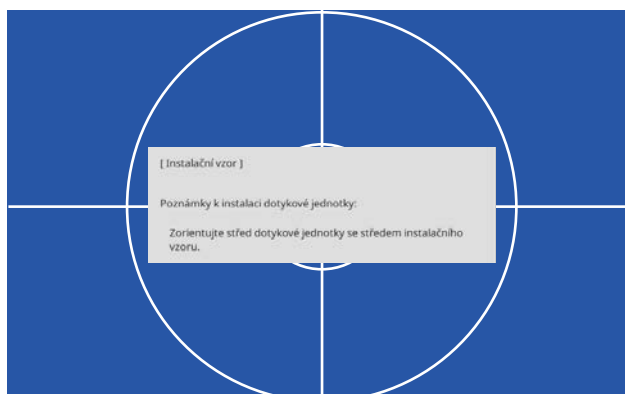 [ Instalační vzor ]
Poznámky k instalaci dotykové jednotky:
Zorientujte střed dotykové jednotky se středem instalačního
vzoru.